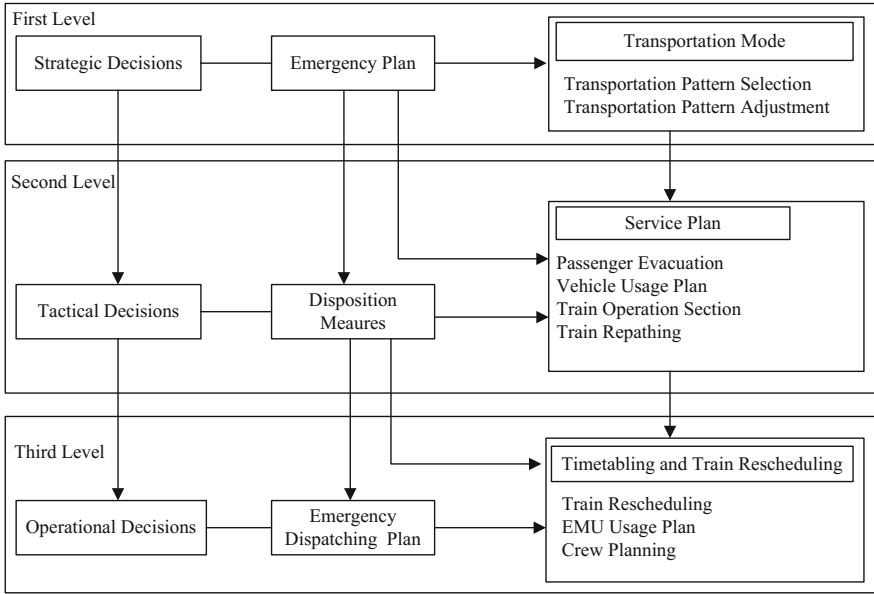 First Level
Strategic Decisions
Emergency Plan
Transportation Mode
Transportation Pattern Selection
Transportation Pattern Adjustment
Second Level
Service Plan
Passenger Evacuation
Vehicle Usage Plan
Train Operation Section
Train Repathing
Tactical Decisions
Disposition
Meaures
Third Level
Timetabling and Train Rescheduling
Train Rescheduling
EMU Usage Plan
Crew Planning
Operational Decisions
Emergency
Dispatching Plan